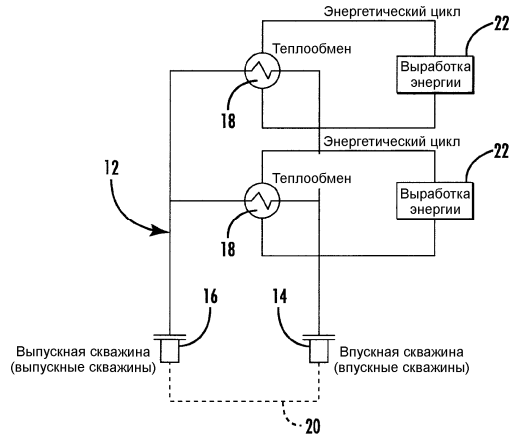 Энергетический цикл
22
Теплообмен
Выработка
энергии
18
Энергетический цикл
22
12
Теплообмен
Выработка
энергии
18
16
14
Выпускная скважина
(выпускные скважины)
Впускная скважина
(впускные скважины)
20